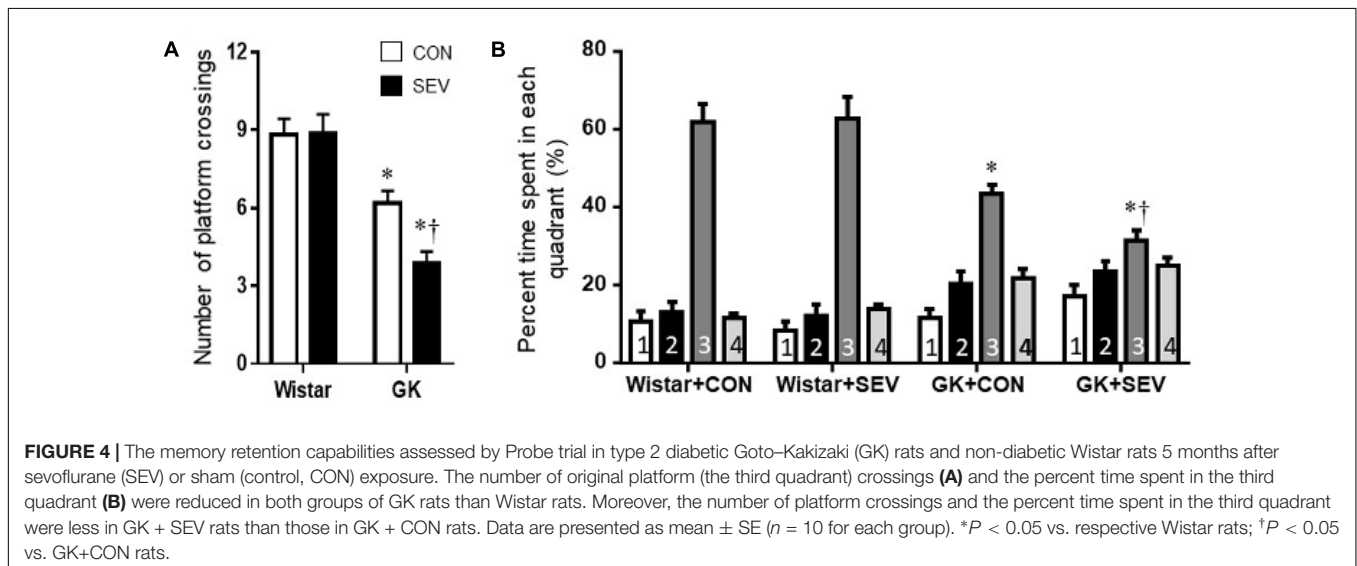 A
12
9
6
3
0
Number of platform crossings
CON
SEV
*
*†
Wistar
GK
B
80
60
40
20
0
Percent time spent in each
quadrant (%)
*
*†
1 2 3 4
1 2 3 4
1 2 3 4
1 2 3 4
Wistar+CON
Wistar+SEV
GK+CON
GK+SEV
FIGURE 4 | The memory retention capabilities assessed by Probe trial in type 2 diabetic Goto–Kakizaki (GK) rats and non-diabetic Wistar rats 5 months after
sevoflurane (SEV) or sham (control, CON) exposure. The number of original platform (the third quadrant) crossings (A) and the percent time spent in the third
quadrant (B) were reduced in both groups of GK rats than Wistar rats. Moreover, the number of platform crossings and the percent time spent in the third quadrant
were less in GK + SEV rats than those in GK + CON rats. Data are presented as mean ± SE (n = 10 for each group). *P < 0.05 vs. respective Wistar rats; †P < 0.05
vs. GK+CON rats.